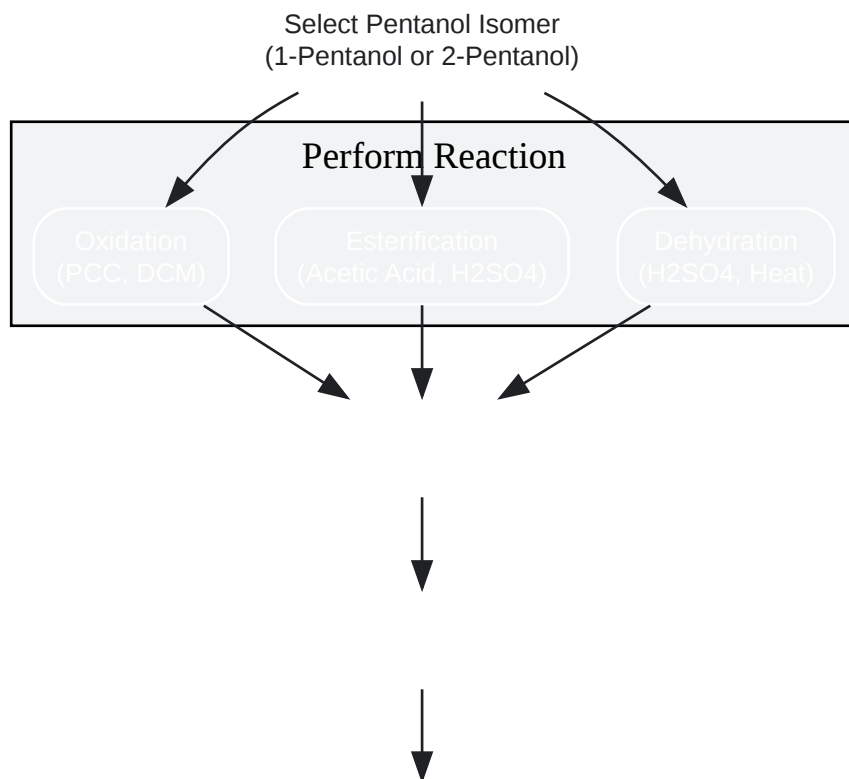 Select Pentanol Isomer
(1-Pentanol or 2-Pentanol)
Perform Reaction
Oxidation
(PCC, DCM)
Esterification
(Acetic Acid, H2SO4)
Dehydration
(H2SO4, Heat)